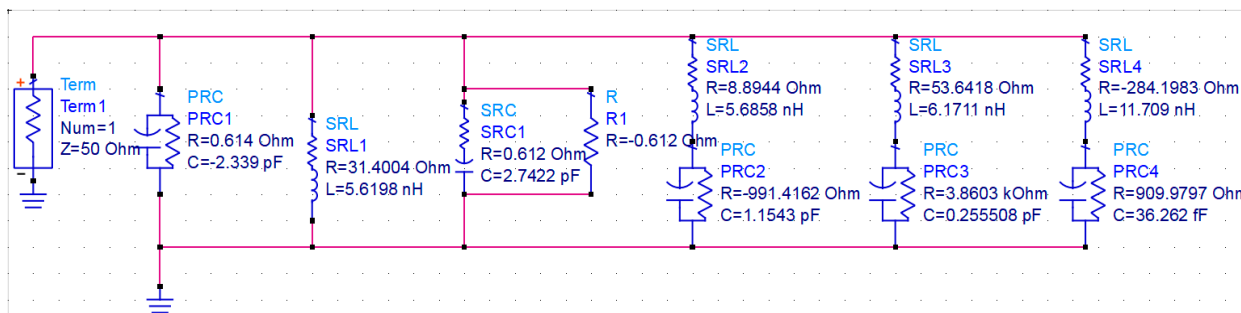 +
Term
Term1
Num=1
Z=50 Ohm
-
PRC
PRC1
R=0.614 Ohm
C=-2.339 pF
SRL
SRL1
R=31.4004 Ohm
L=5.6198 nH
SRC
SRC1
R=0.612 Ohm
C=2.7422 pF
R
R1
R=-0.612 Ohm
SRL
SRL2
R=8.8944 Ohm
L=5.6858 nH
PRC
PRC2
R=-991.4162 Ohm
C=1.1543 pF
SRL
SRL3
R=53.6418 Ohm
L=6.1711 nH
PRC
PRC3
R=3.8603 kOhm
C=0.255508 pF
SRL
SRL4
R=-284.1983 Ohm
L=11.709 nH
PRC
PRC4
R=909.9797 Ohm
C=36.262 fF